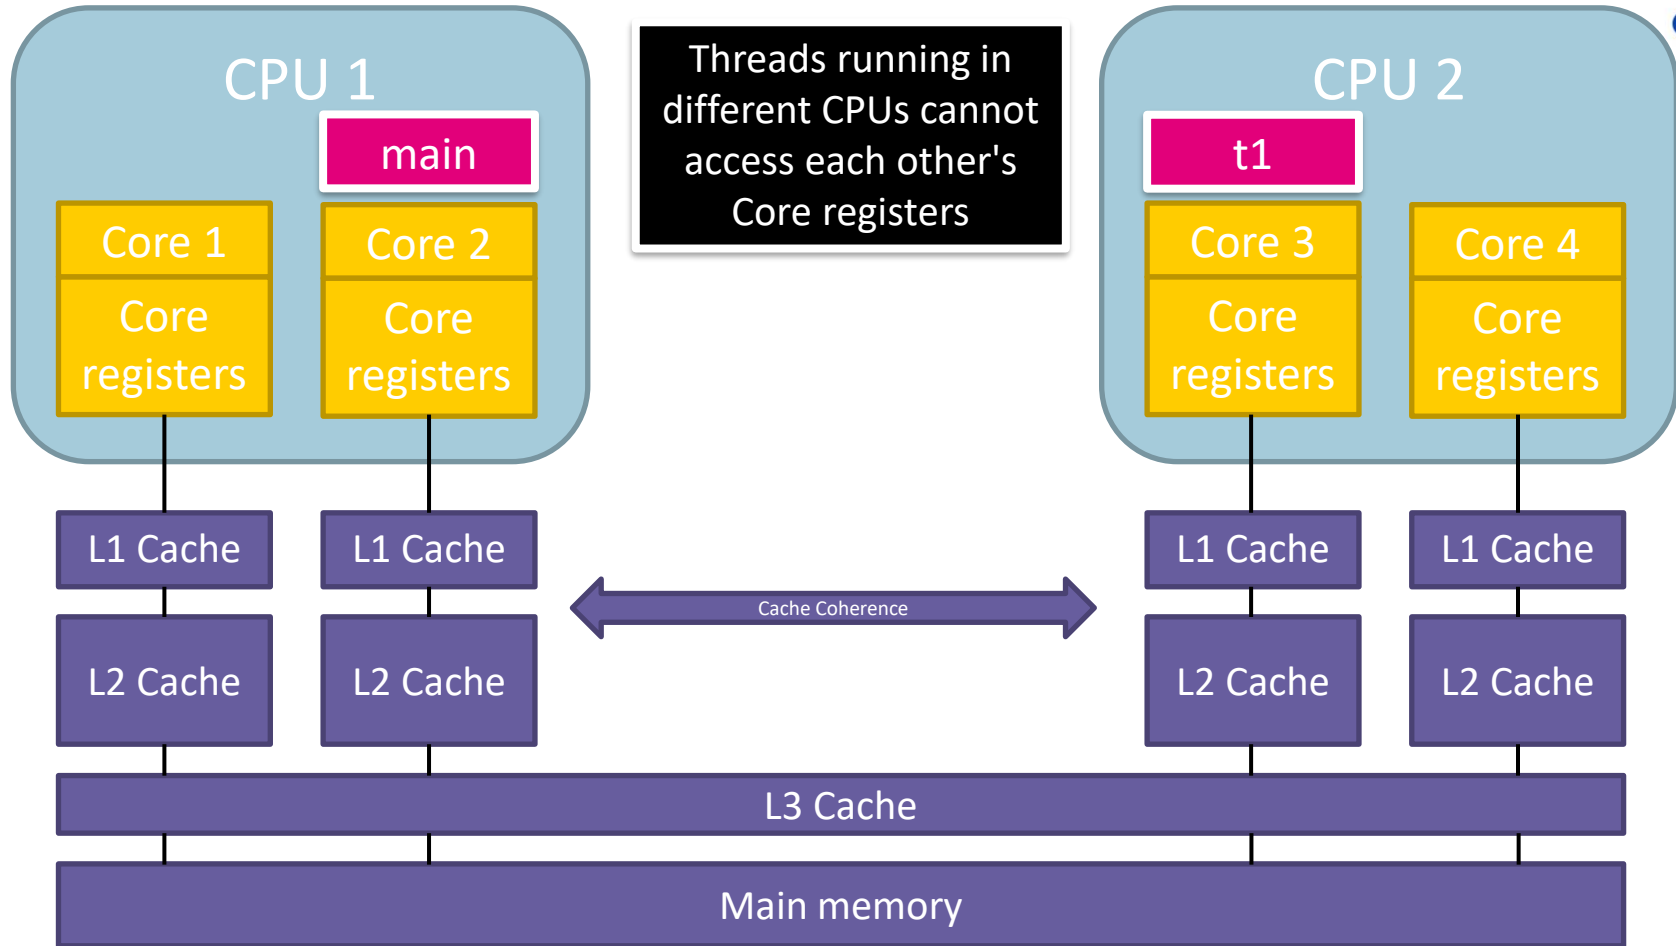 CPU 1
main
Core 1
Core
registers
Core 2
Core
registers
Threads running in
different CPUs cannot
access each other's
Core registers
CPU 2
t1
Core 3
Core
registers
Core 4
Core
registers
L1 Cache
L1 Cache
L1 Cache
L1 Cache
Cache Coherence
L2 Cache
L2 Cache
L2 Cache
L2 Cache
L3 Cache
Main memory